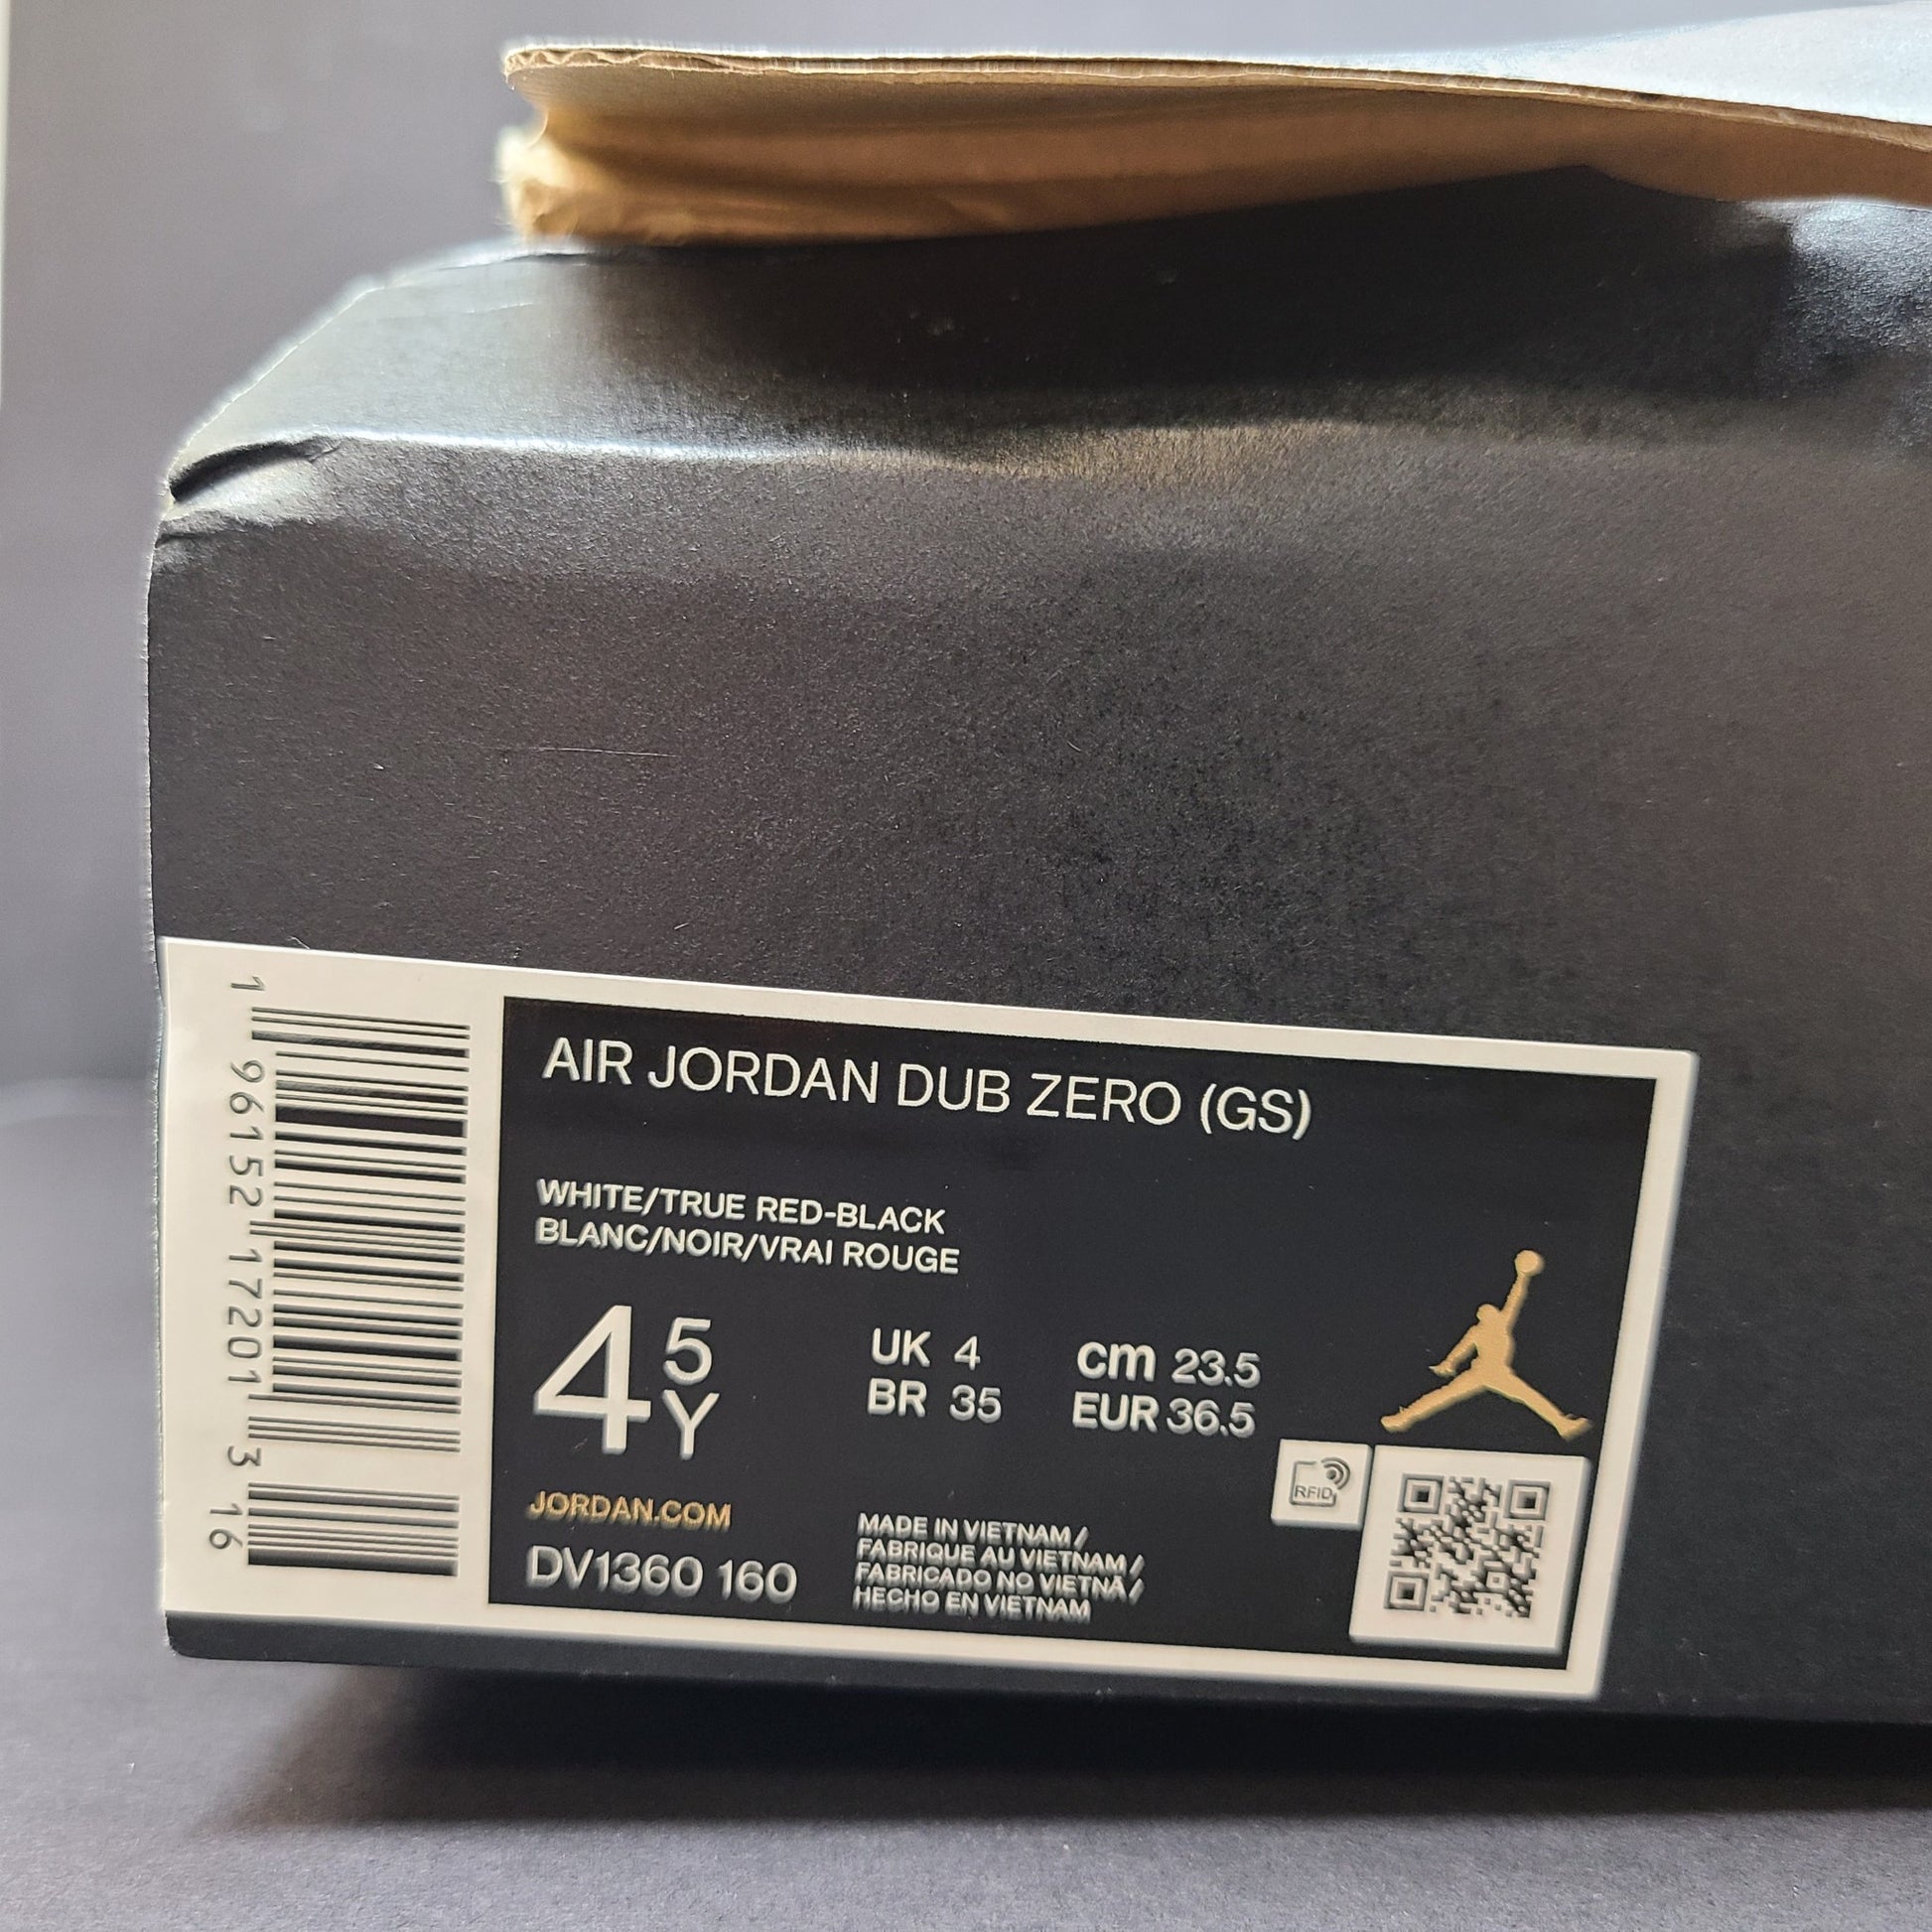 1 96152 17201 3 16
AIR JORDAN DUB ZERO (GS)
WHITE/TRUE RED-BLACK
BLANC/NOIR/VRAI ROUGE
4 5 Y
UK 4
BR 35
cm 23.5
EUR 36.5
RFID
JORDAN.COM
DV1360 160
MADE IN VIETNAM /
FABRIQUE AU VIETNAM /
FABRICADO NO VIETNÃ /
HECHO EN VIETNAM